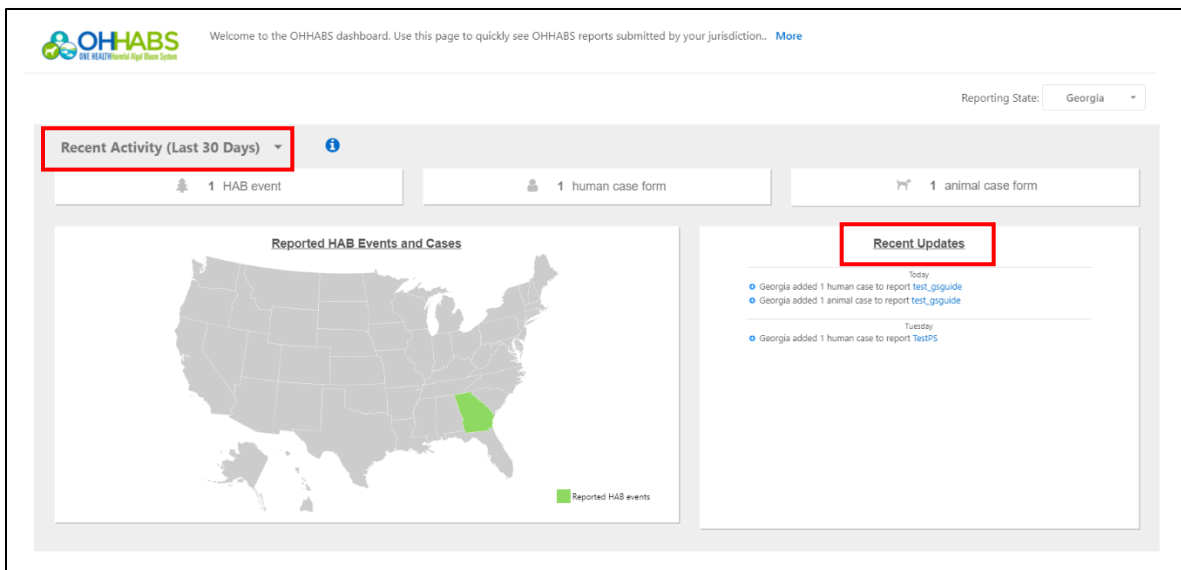 OHHABS
ONE HEALTH Harmful Algal Bloom System
Welcome to the OHHABS dashboard. Use this page to quickly see OHHABS reports submitted by your jurisdiction.. More
Reporting State: Georgia
Recent Activity (Last 30 Days)
1 HAB event
1 human case form
1 animal case form
Reported HAB Events and Cases
Reported HAB events
Recent Updates
Today
Georgia added 1 human case to report test_gsguide
Georgia added 1 animal case to report test_gsguide
Tuesday
Georgia added 1 human case to report TestPS